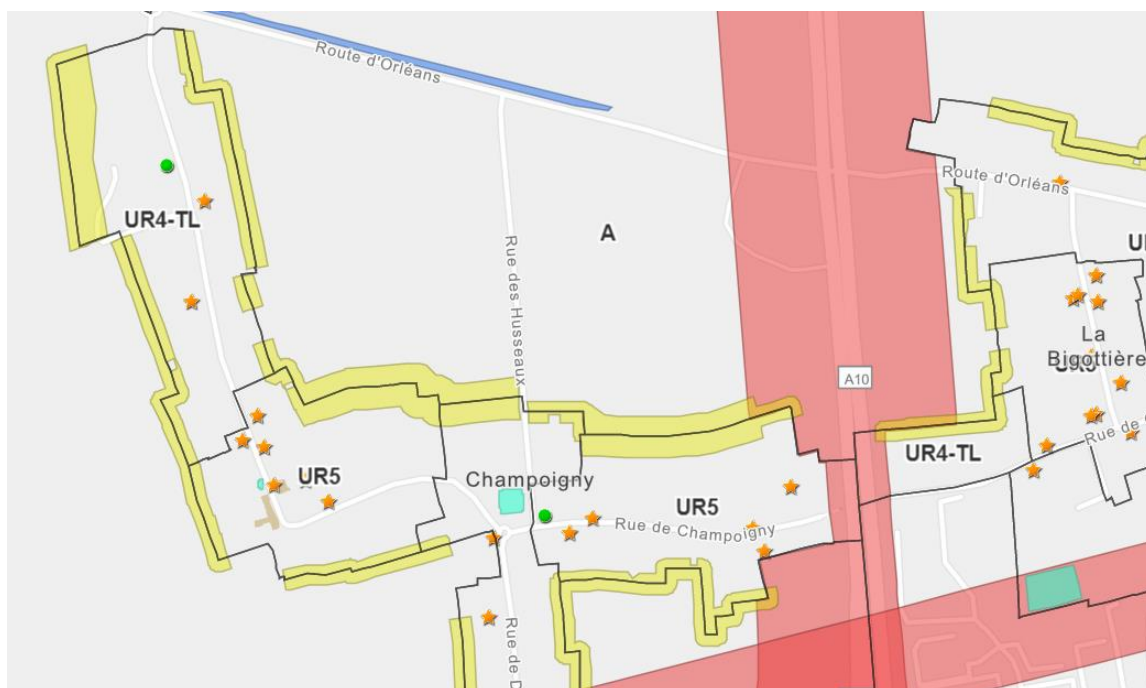 Route d'Orléans
Route d'Orléans
UR4-TL
A
Rue des Husseaux
La
Bigottière
A10
UR5
Champoigny
UR5
UR4-TL
Rue de Champoigny